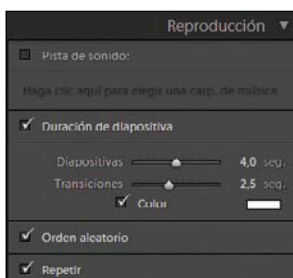 Reproducción
Pista de sonido:
Haga clic aquí para elegir una carp. de música
Duración de diapositiva
Diapositivas 4,0 seg.
Transiciones 2,5 seg.
Color
Orden aleatorio
Repetir